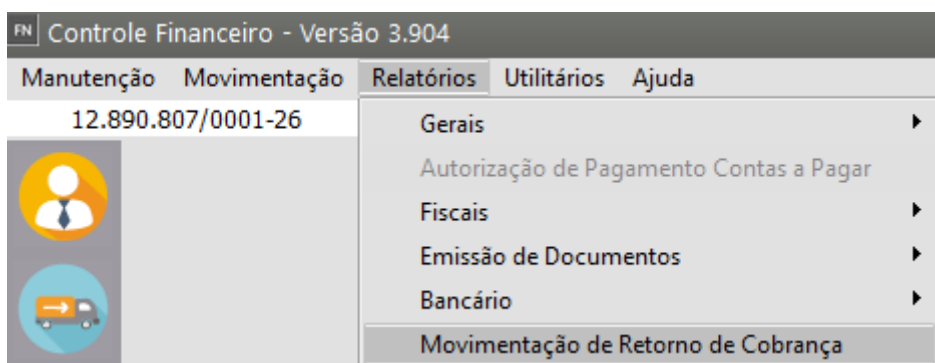 FN Controle Financeiro - Versão 3.904
Manutenção Movimentação Relatórios Utilitários Ajuda
12.890.807/0001-26
Gerais
Autorização de Pagamento Contas a Pagar
Fiscais
Emissão de Documentos
Bancário
Movimentação de Retorno de Cobrança